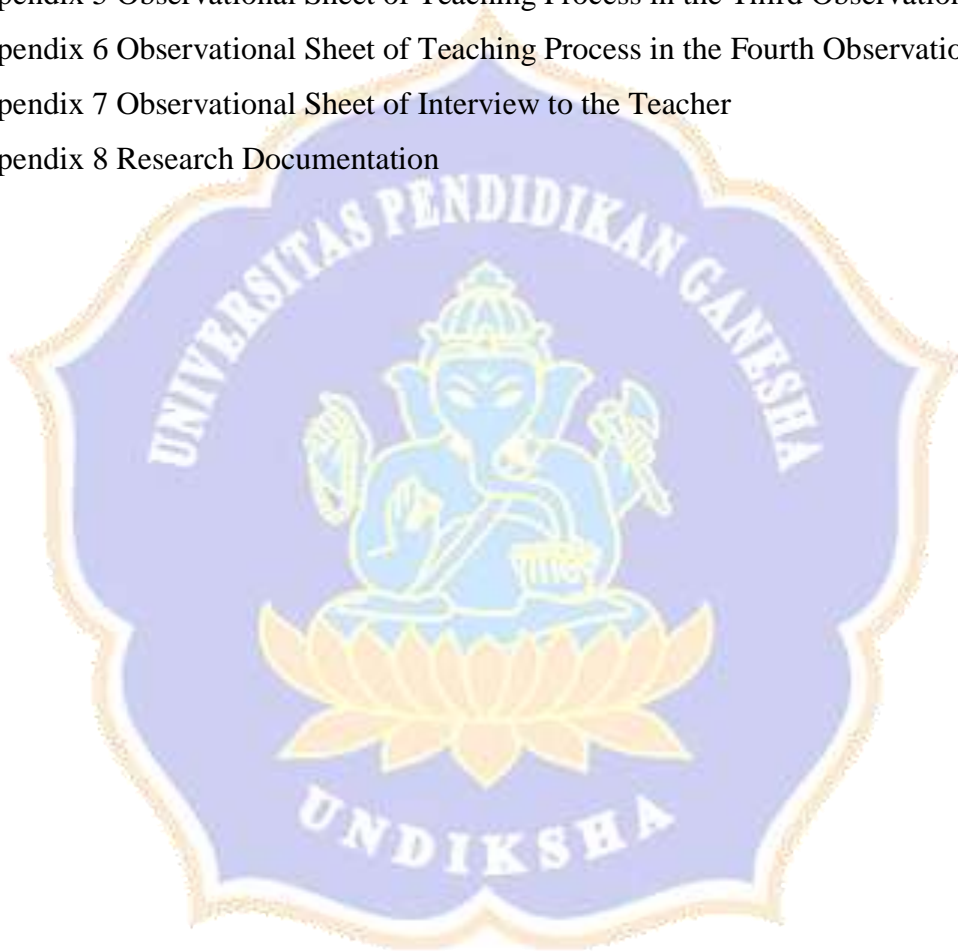 pendix 5 Observational Sheet of Teaching Process in the Third Observation
pendix 6 Observational Sheet of Teaching Process in the Fourth Observatio
pendix 7 Observational Sheet of Interview to the Teacher
pendix 8 Research Documentation
UNIVERSITAS PENDIDIKAN GANESHA
UNDIKSHA